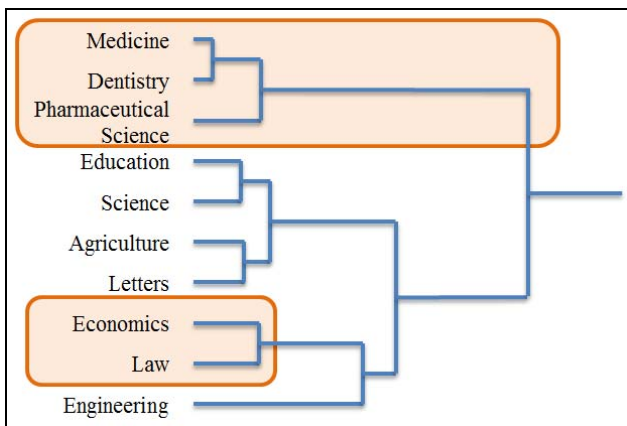 Medicine
Dentistry
Pharmaceutical
Science
Education
Science
Agriculture
Letters
Economics
Law
Engineering